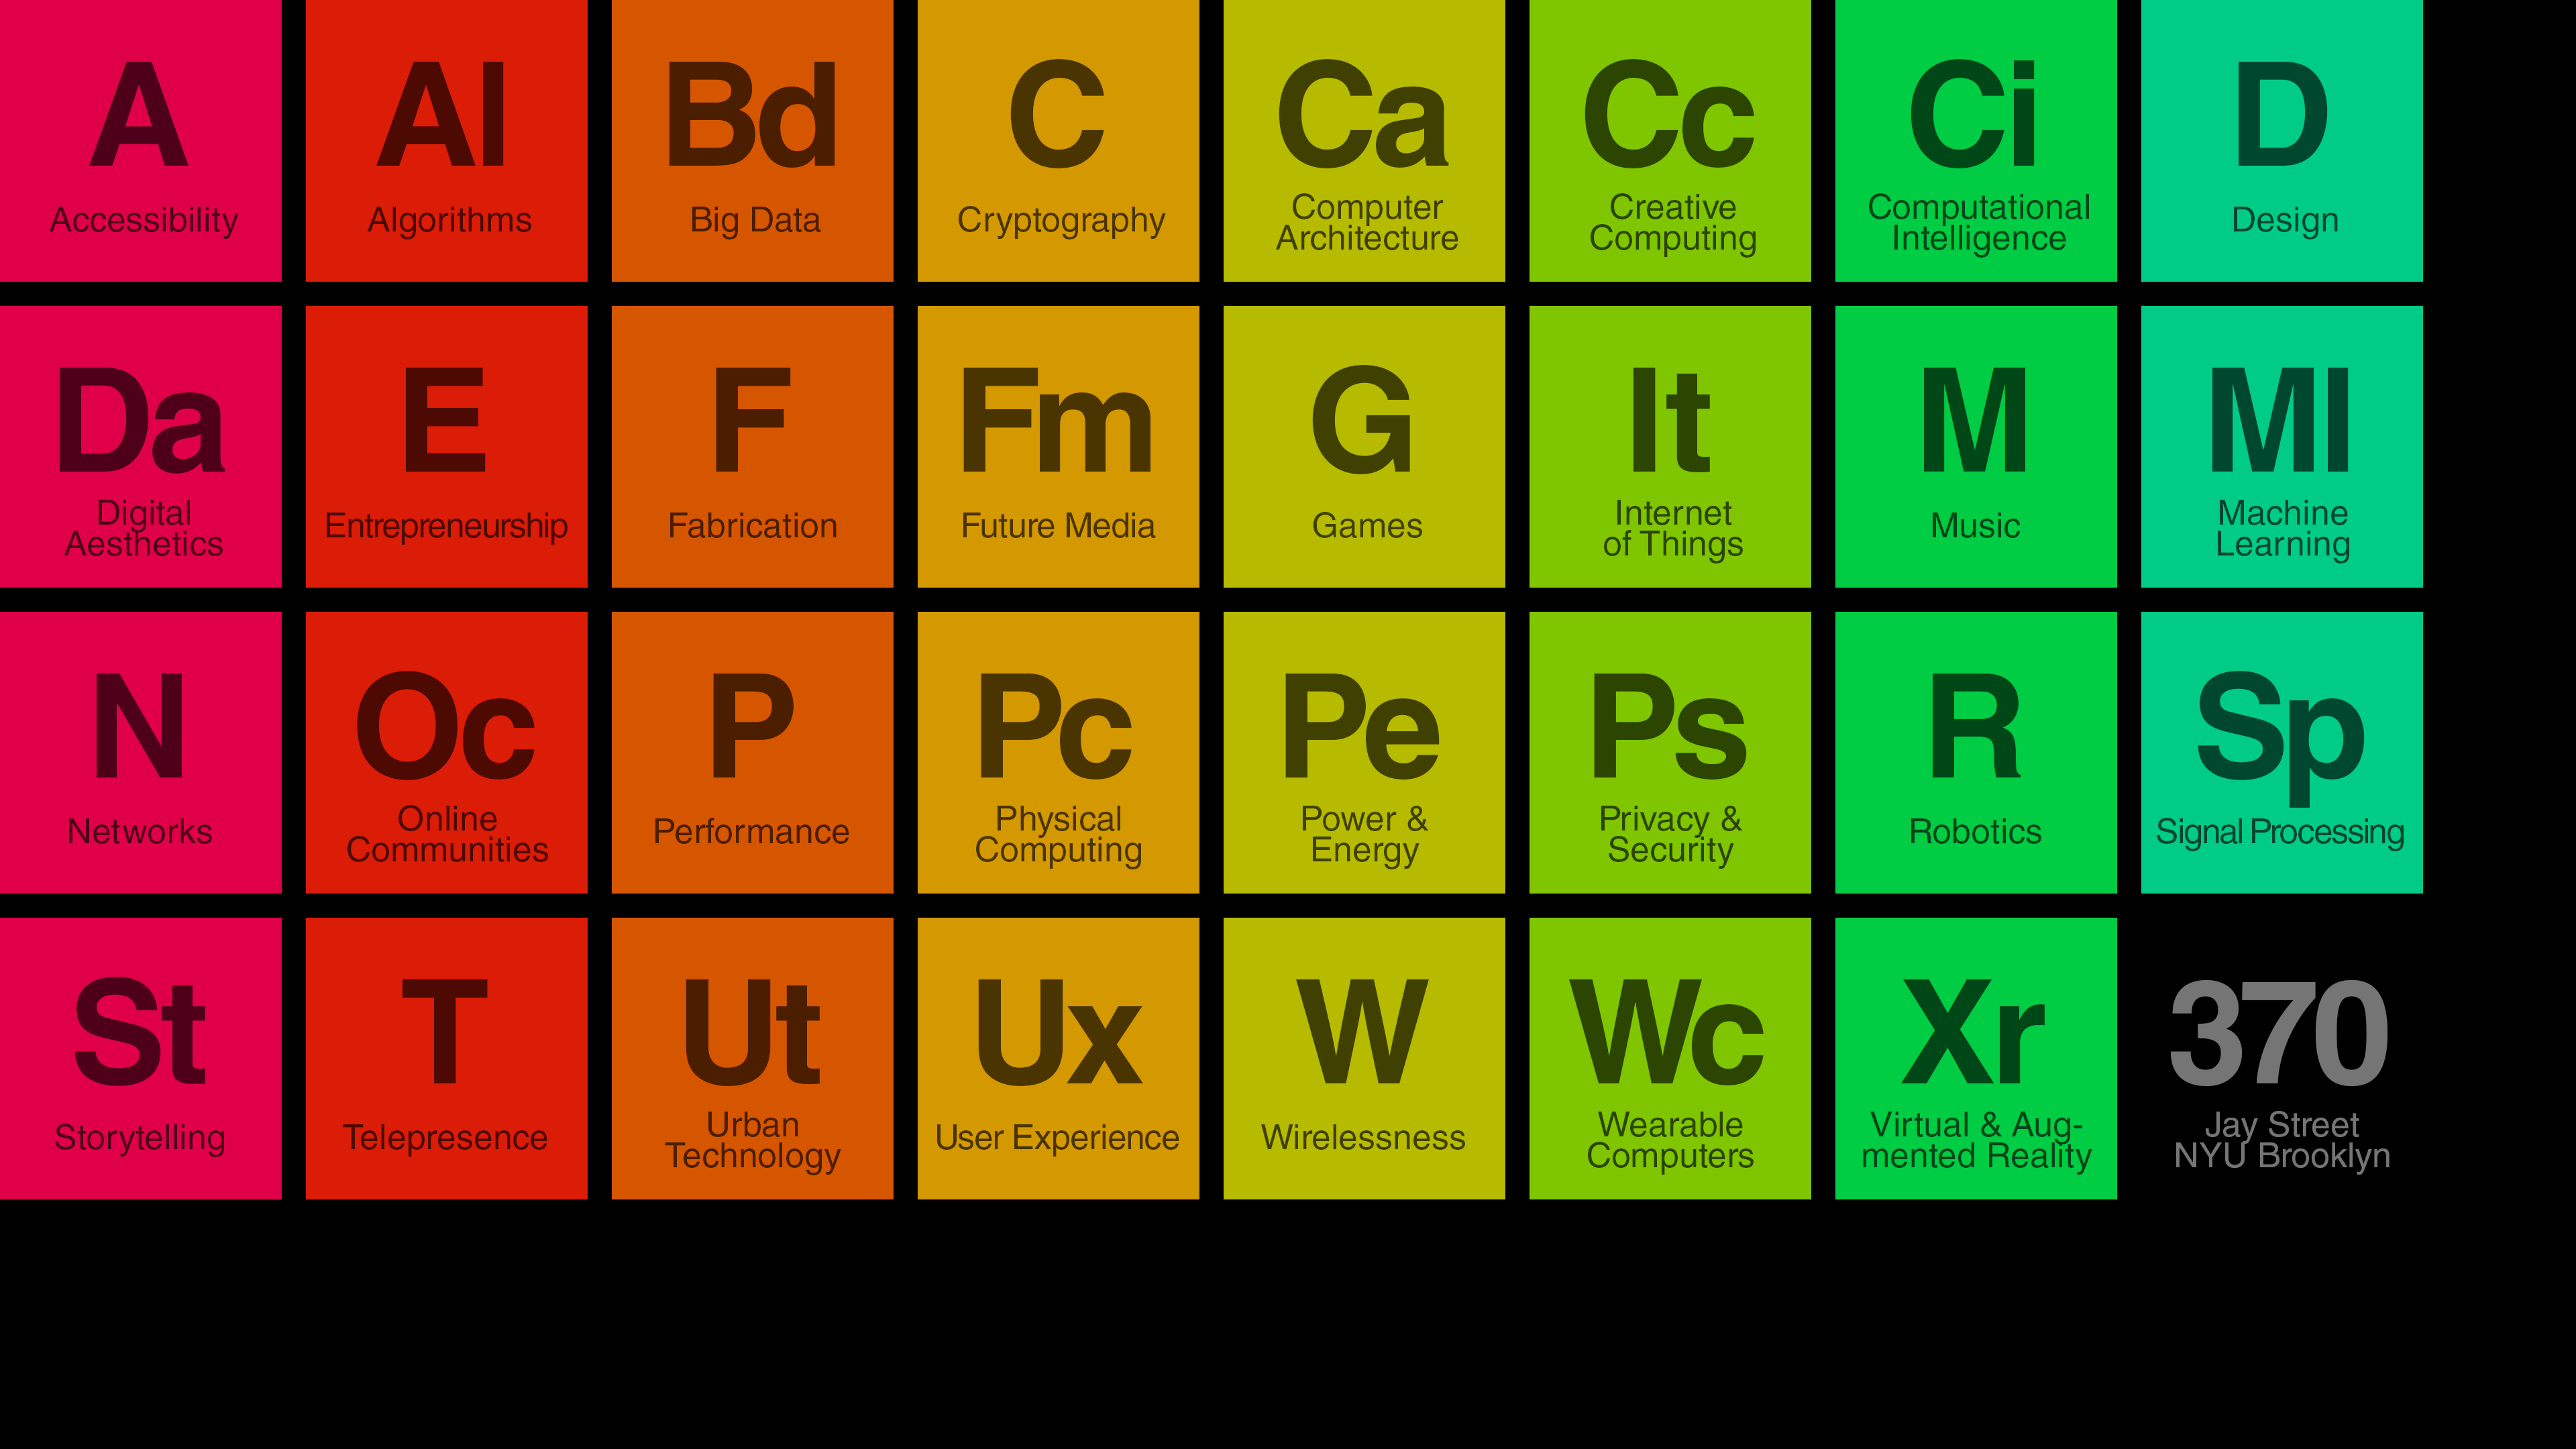 A
Accessibility
Al
Algorithms
Bd
Big Data
C
Cryptography
Ca
Computer
Architecture
Cc
Creative
Computing
Ci
Computational
Intelligence
D
Design
Da
Digital
Aesthetics
E
Entrepreneurship
F
Fabrication
Fm
Future Media
G
Games
It
Internet
of Things
M
Music
Ml
Machine
Learning
N
Networks
Oc
Online
Communities
P
Performance
Pc
Physical
Computing
Pe
Power &
Energy
Ps
Privacy &
Security
R
Robotics
Sp
Signal Processing
St
Storytelling
T
Telepresence
Ut
Urban
Technology
Ux
User Experience
W
Wirelessness
Wc
Wearable
Computers
Xr
Virtual & Aug-
mented Reality
370
Jay Street
NYU Brooklyn